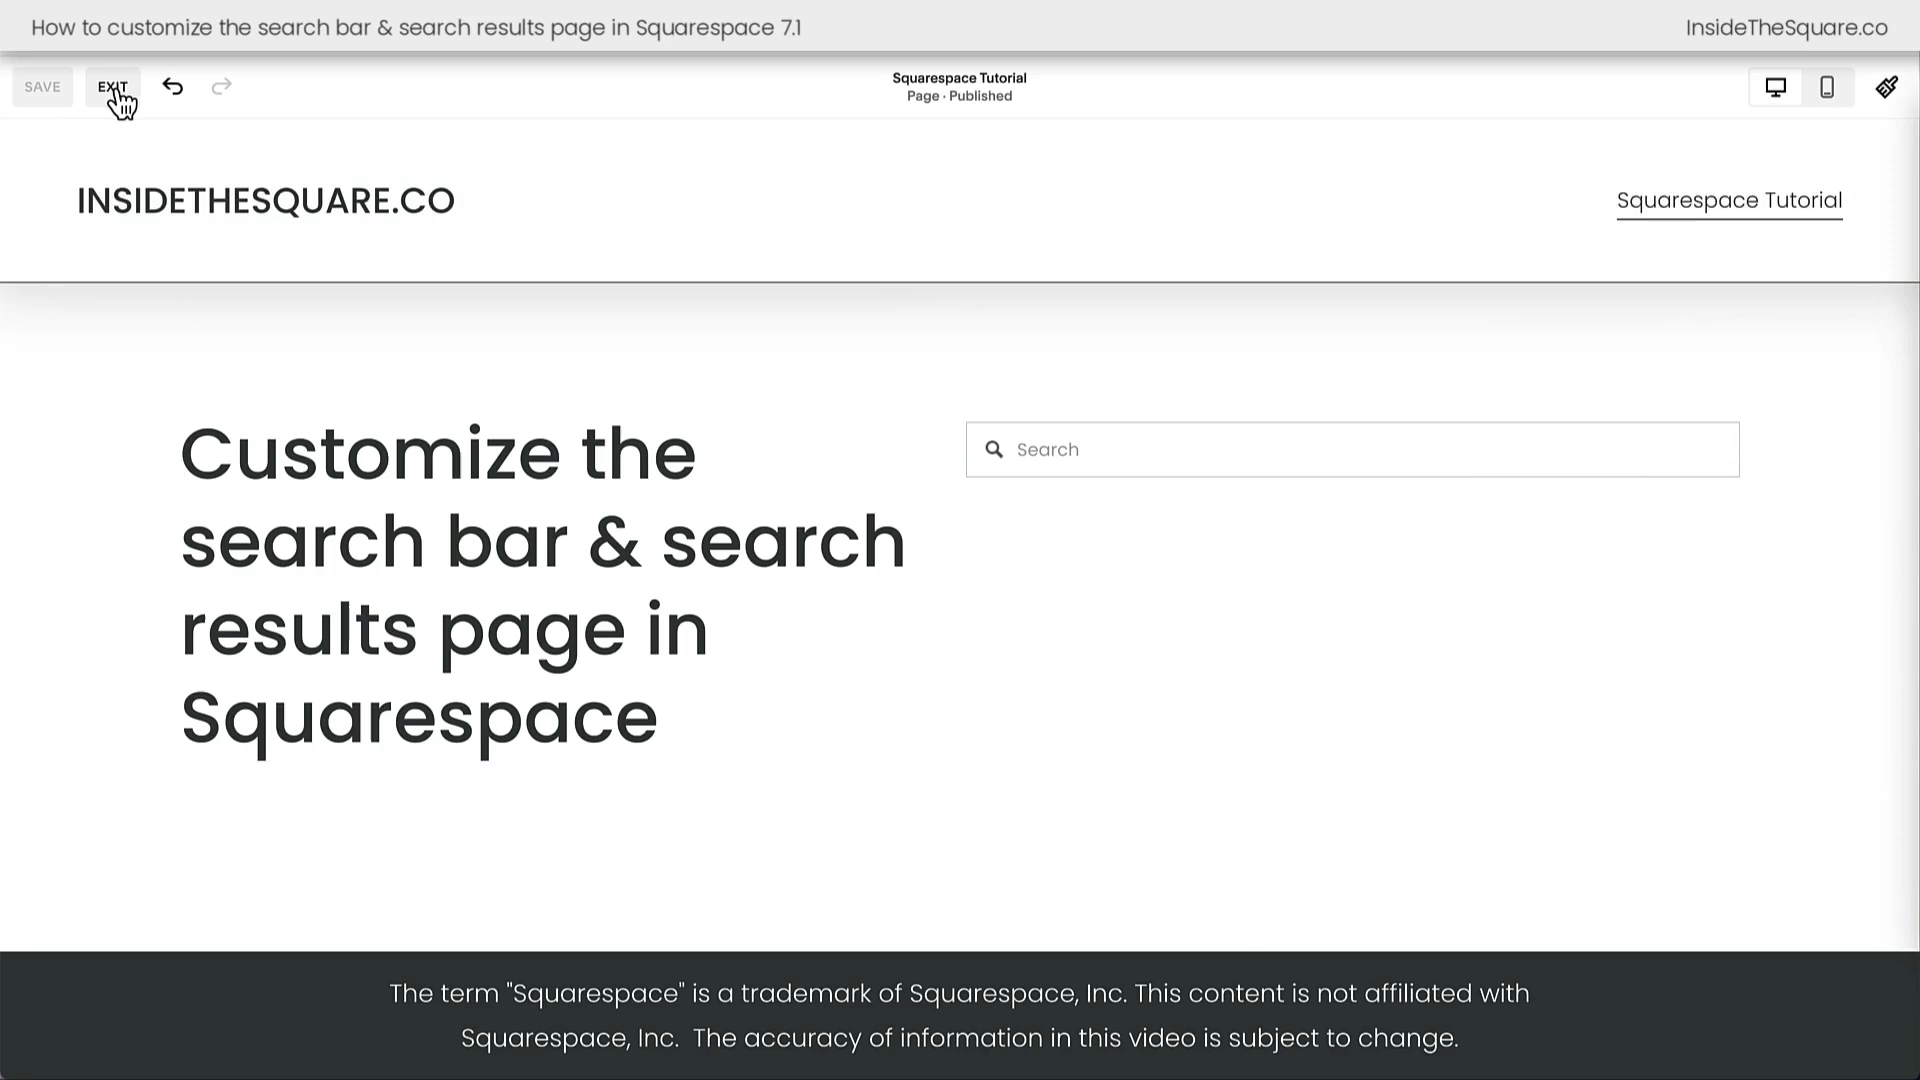 How to customize the search bar & search results page in Squarespace 7.1
InsideTheSquare.co
SAVE
EXIT
Squarespace Tutorial
Page · Published
INSIDETHESQUARE.CO
Squarespace Tutorial
Customize the
search bar & search
results page in
Squarespace
Search
The term "Squarespace" is a trademark of Squarespace, Inc. This content is not affiliated with
Squarespace, Inc. The accuracy of information in this video is subject to change.